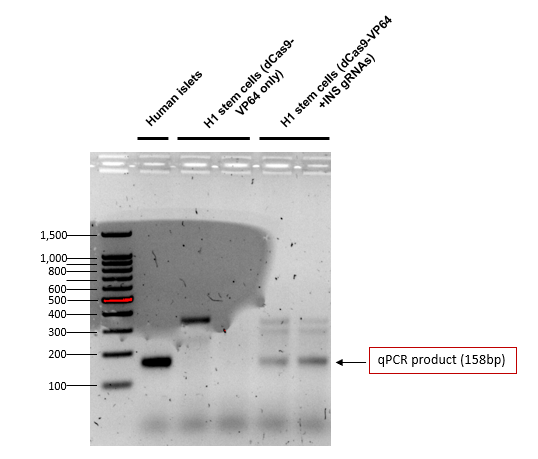 Human islets
H1 stem cells (dCas9-
VP64 only)
H1 stem cells (dCas9-VP64
+INS gRNAs)
1,500
1,000
800
600
500
400
300
200
100
qPCR product (158bp)